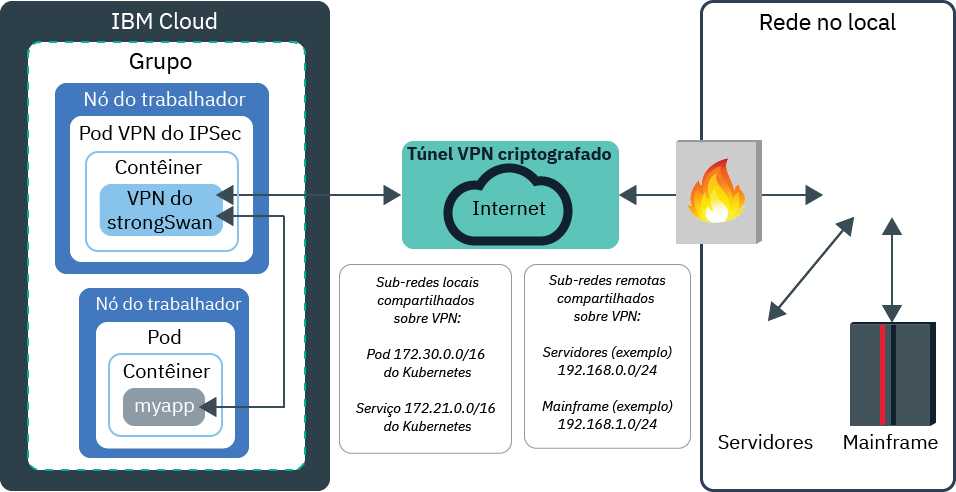 IBM Cloud
Grupo
Nó do trabalhador
Pod VPN do IPSec
Contêiner
VPN do
strongSwan
Nó do trabalhador
Pod
Contêiner
myapp
Túnel VPN criptografado
Internet
Sub-redes locais
compartilhados
sobre VPN:
Pod 172.30.0.0/16
do Kubernetes
Serviço 172.21.0.0/16
do Kubernetes
Sub-redes remotas
compartilhados
sobre VPN:
Servidores (exemplo)
192.168.0.0/24
Mainframe (exemplo)
192.168.1.0/24
Rede no local
Servidores
Mainframe